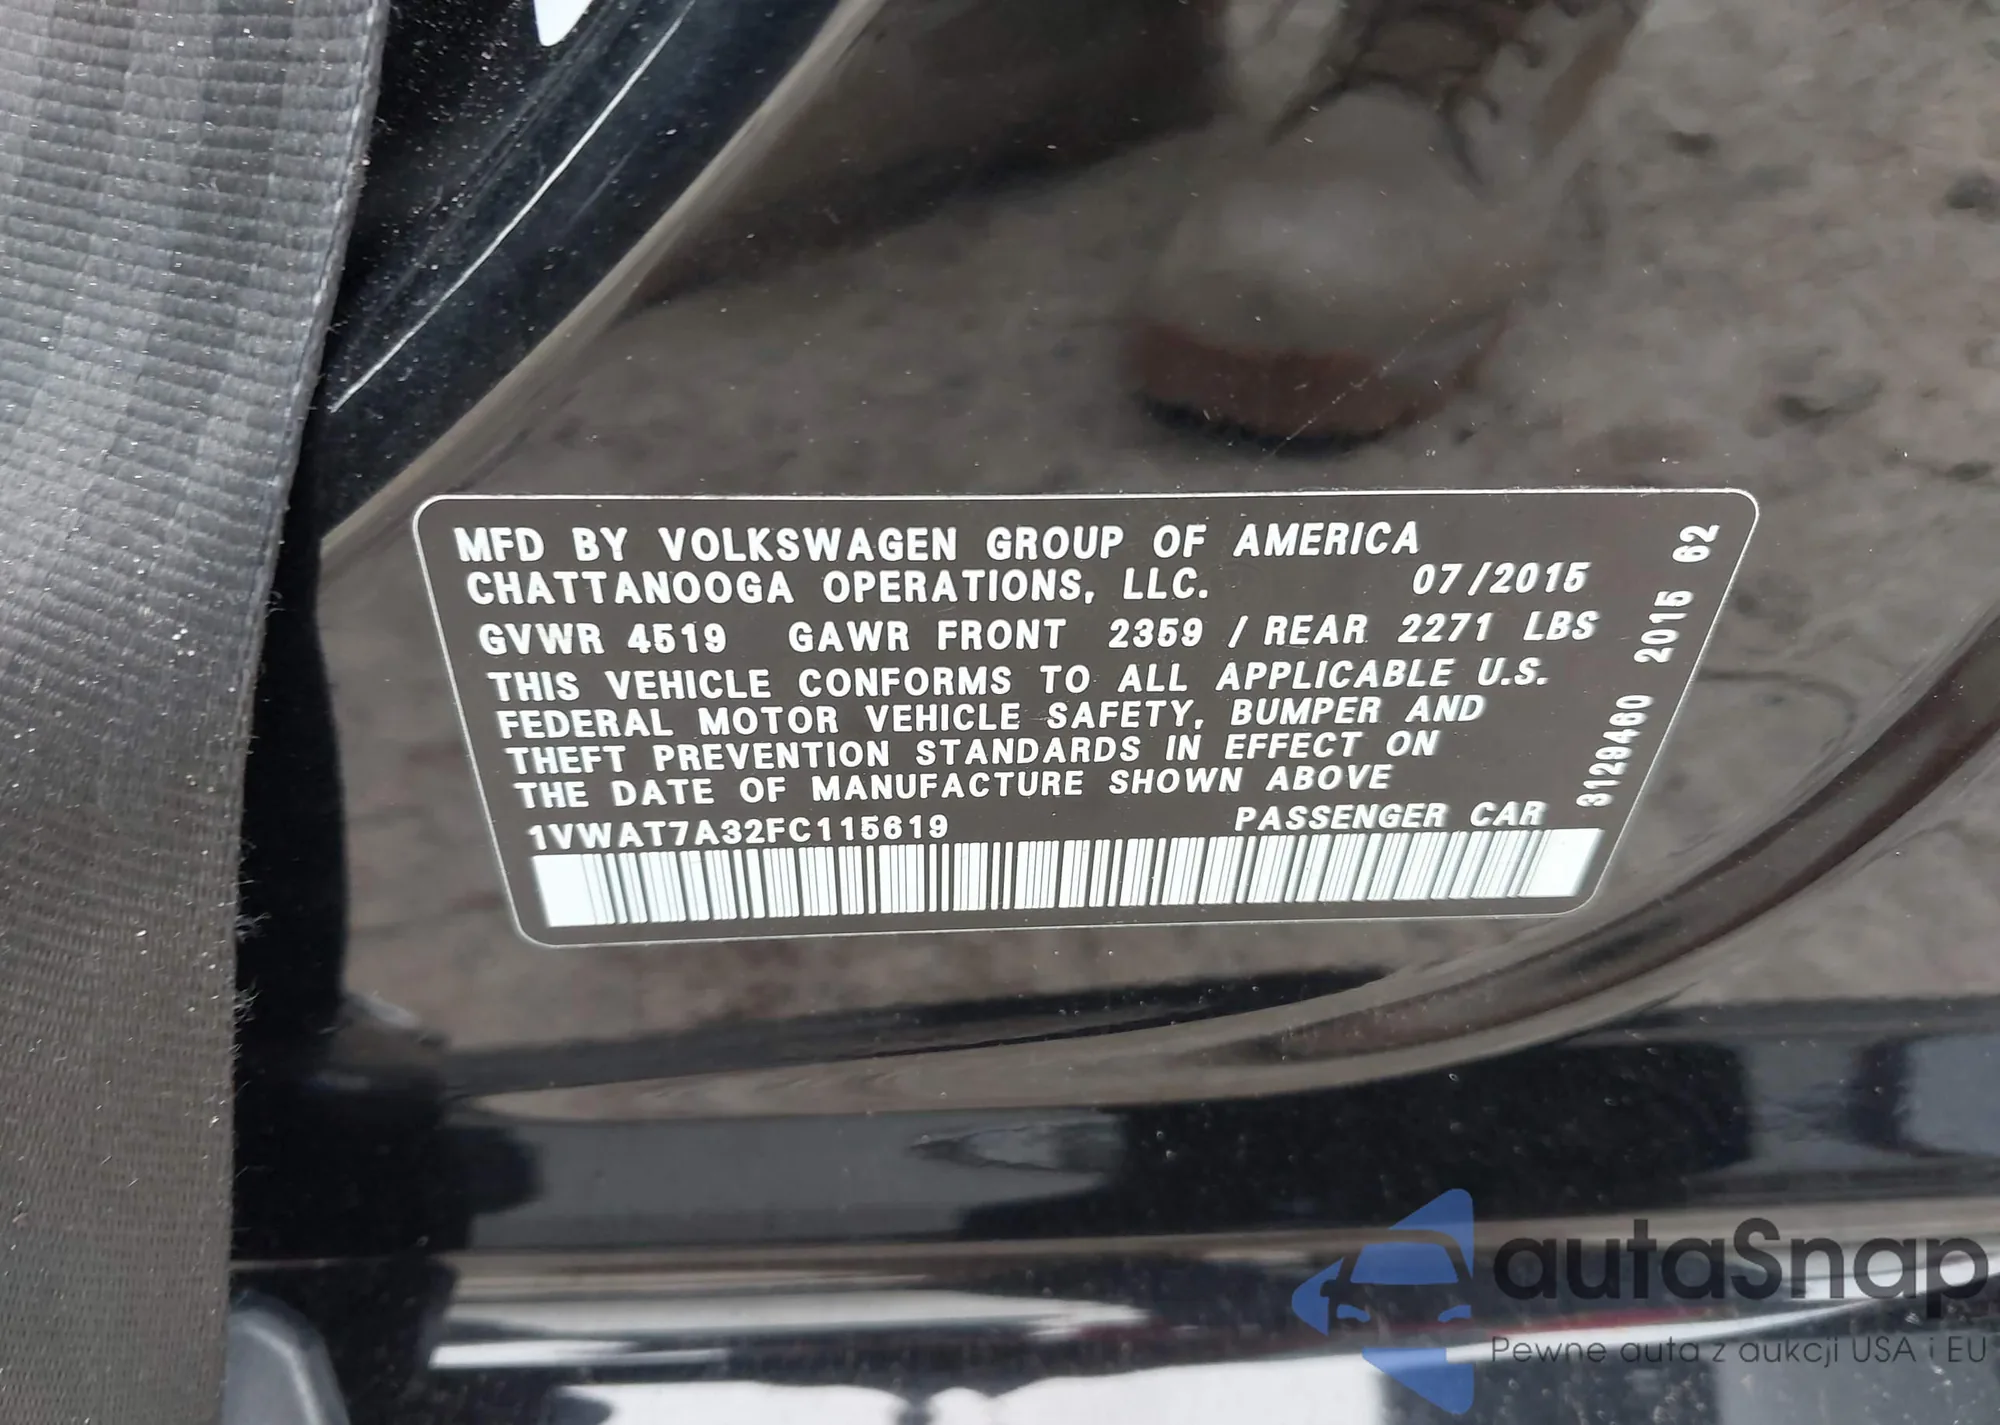 MFD BY VOLKSWAGEN GROUP OF AMERICA
CHATTANOOGA OPERATIONS, LLC. 07/2015
GVWR 4519 GAWR FRONT 2359 / REAR 2271 LBS
THIS VEHICLE CONFORMS TO ALL APPLICABLE U.S.
FEDERAL MOTOR VEHICLE SAFETY, BUMPER AND
THEFT PREVENTION STANDARDS IN EFFECT ON
THE DATE OF MANUFACTURE SHOWN ABOVE
1VWAT7A32FC115619 PASSENGER CAR
3129460 2015 62
autaSnap
Pewne auta z aukcji USA i EU